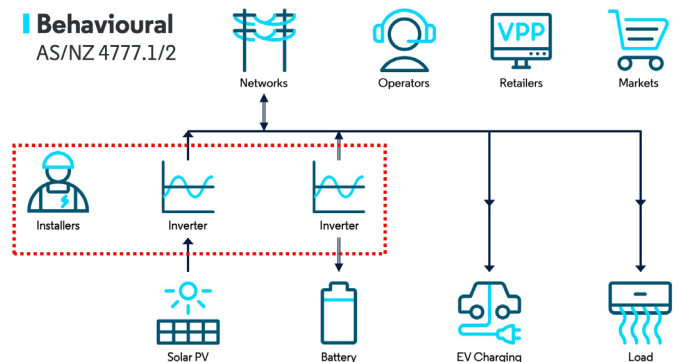 Behavioural
AS/NZ 4777.1/2
VPP
Networks
Operators
Retailers
Markets
Installers
Inverter
Inverter
Solar PV
Battery
EV Charging
Load